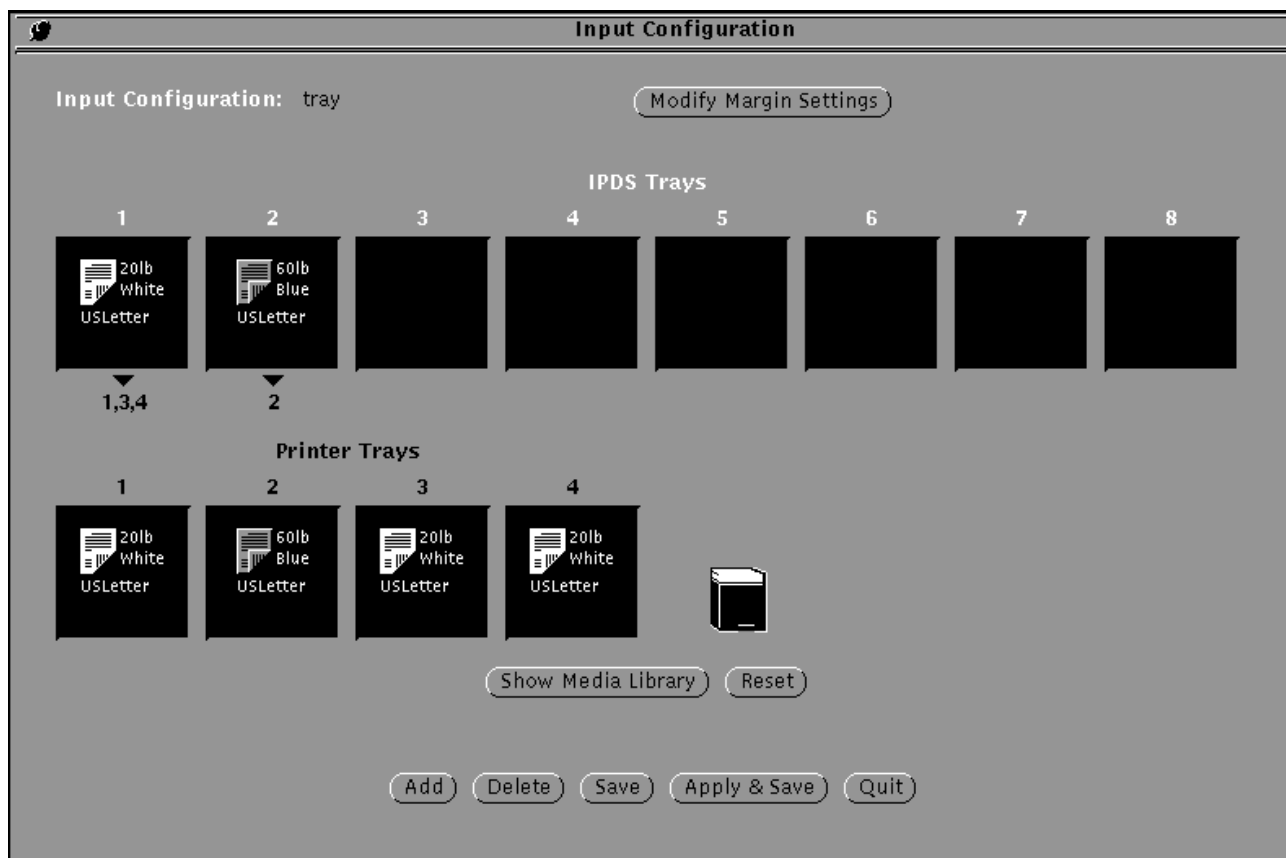 Input Configuration
Input Configuration: tray Modify Margin Settings
IPDS Trays
1 2 3 4 5 6 7 8
20lb 60lb
White Blue
USLetter USLetter
1,3,4 2
Printer Trays
1 2 3 4
20lb 60lb 20lb 20lb
White Blue White White
USLetter USLetter USLetter USLetter
Show Media Library Reset
Add Delete Save Apply & Save Quit